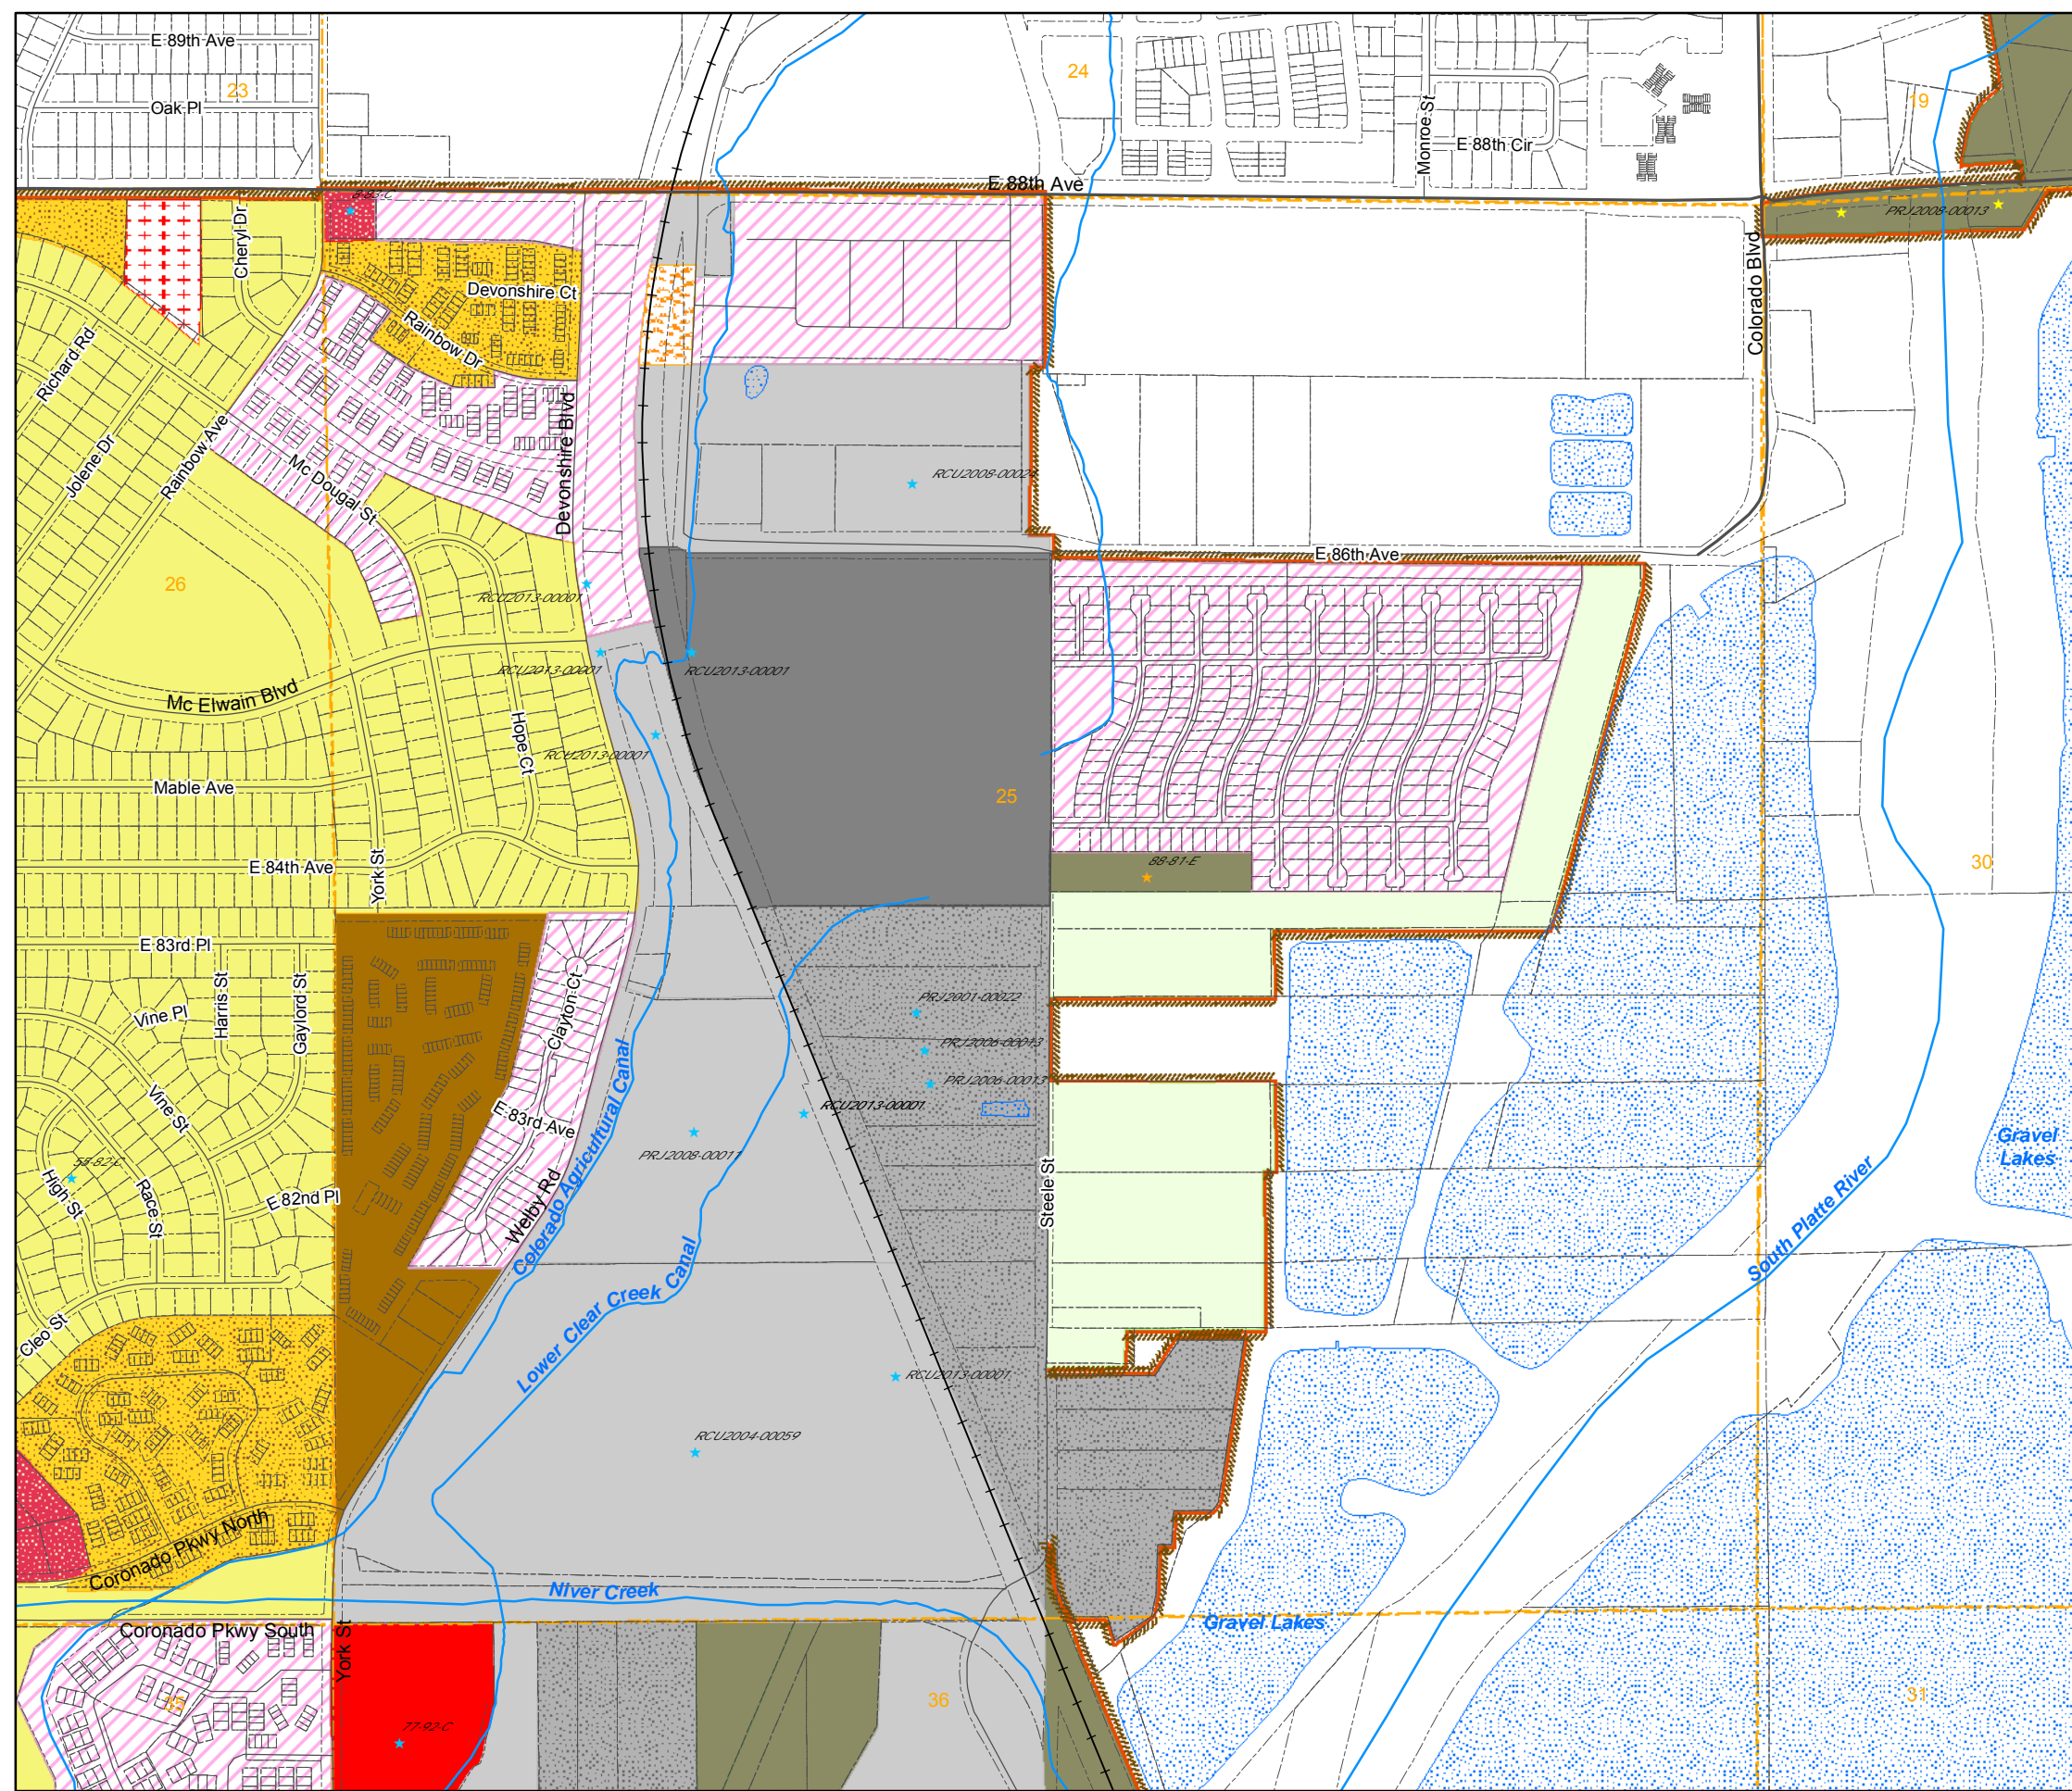 E 89th Ave
23
24
19
Oak Pl
Monroe St
E 88th Cir
E 88th Ave
8-83-C
PRJ2008-00013
Cheryl Dr
Colorado Blvd
Devonshire Ct
Rainbow Dr
Richard Rd
Jolene Dr
Rainbow Ave
Mc Dougal St
Devonshire Blvd
RCU2008-00024
E 86th Ave
26
RCU2013-00001
RCU2013-00001
RCU2013-00001
Mc Elwain Blvd
Hope Ct
RCU2013-00001
Mable Ave
25
E 84th Ave
York St
88-81-E
30
E 83rd Pl
Harris St
Gaylord St
Vine Pl
Clayton Ct
PRJ2001-00022
PRJ2006-00013
PRJ2006-00013
Vine St
E 83rd Ave
RCU2013-00001
PRJ2008-00011
Colorado Agricultural Canal
Gravel
Lakes
55-82-C
High St
Race St
E 82nd Pl
Welby Rd
Steele St
South Platte River
Lower Clear Creek Canal
Cleo St
RCU2013-00001
RCU2004-00059
Coronado Pkwy North
Niver Creek
Gravel Lakes
Coronado Pkwy South
York St
35
36
31
77-92-C